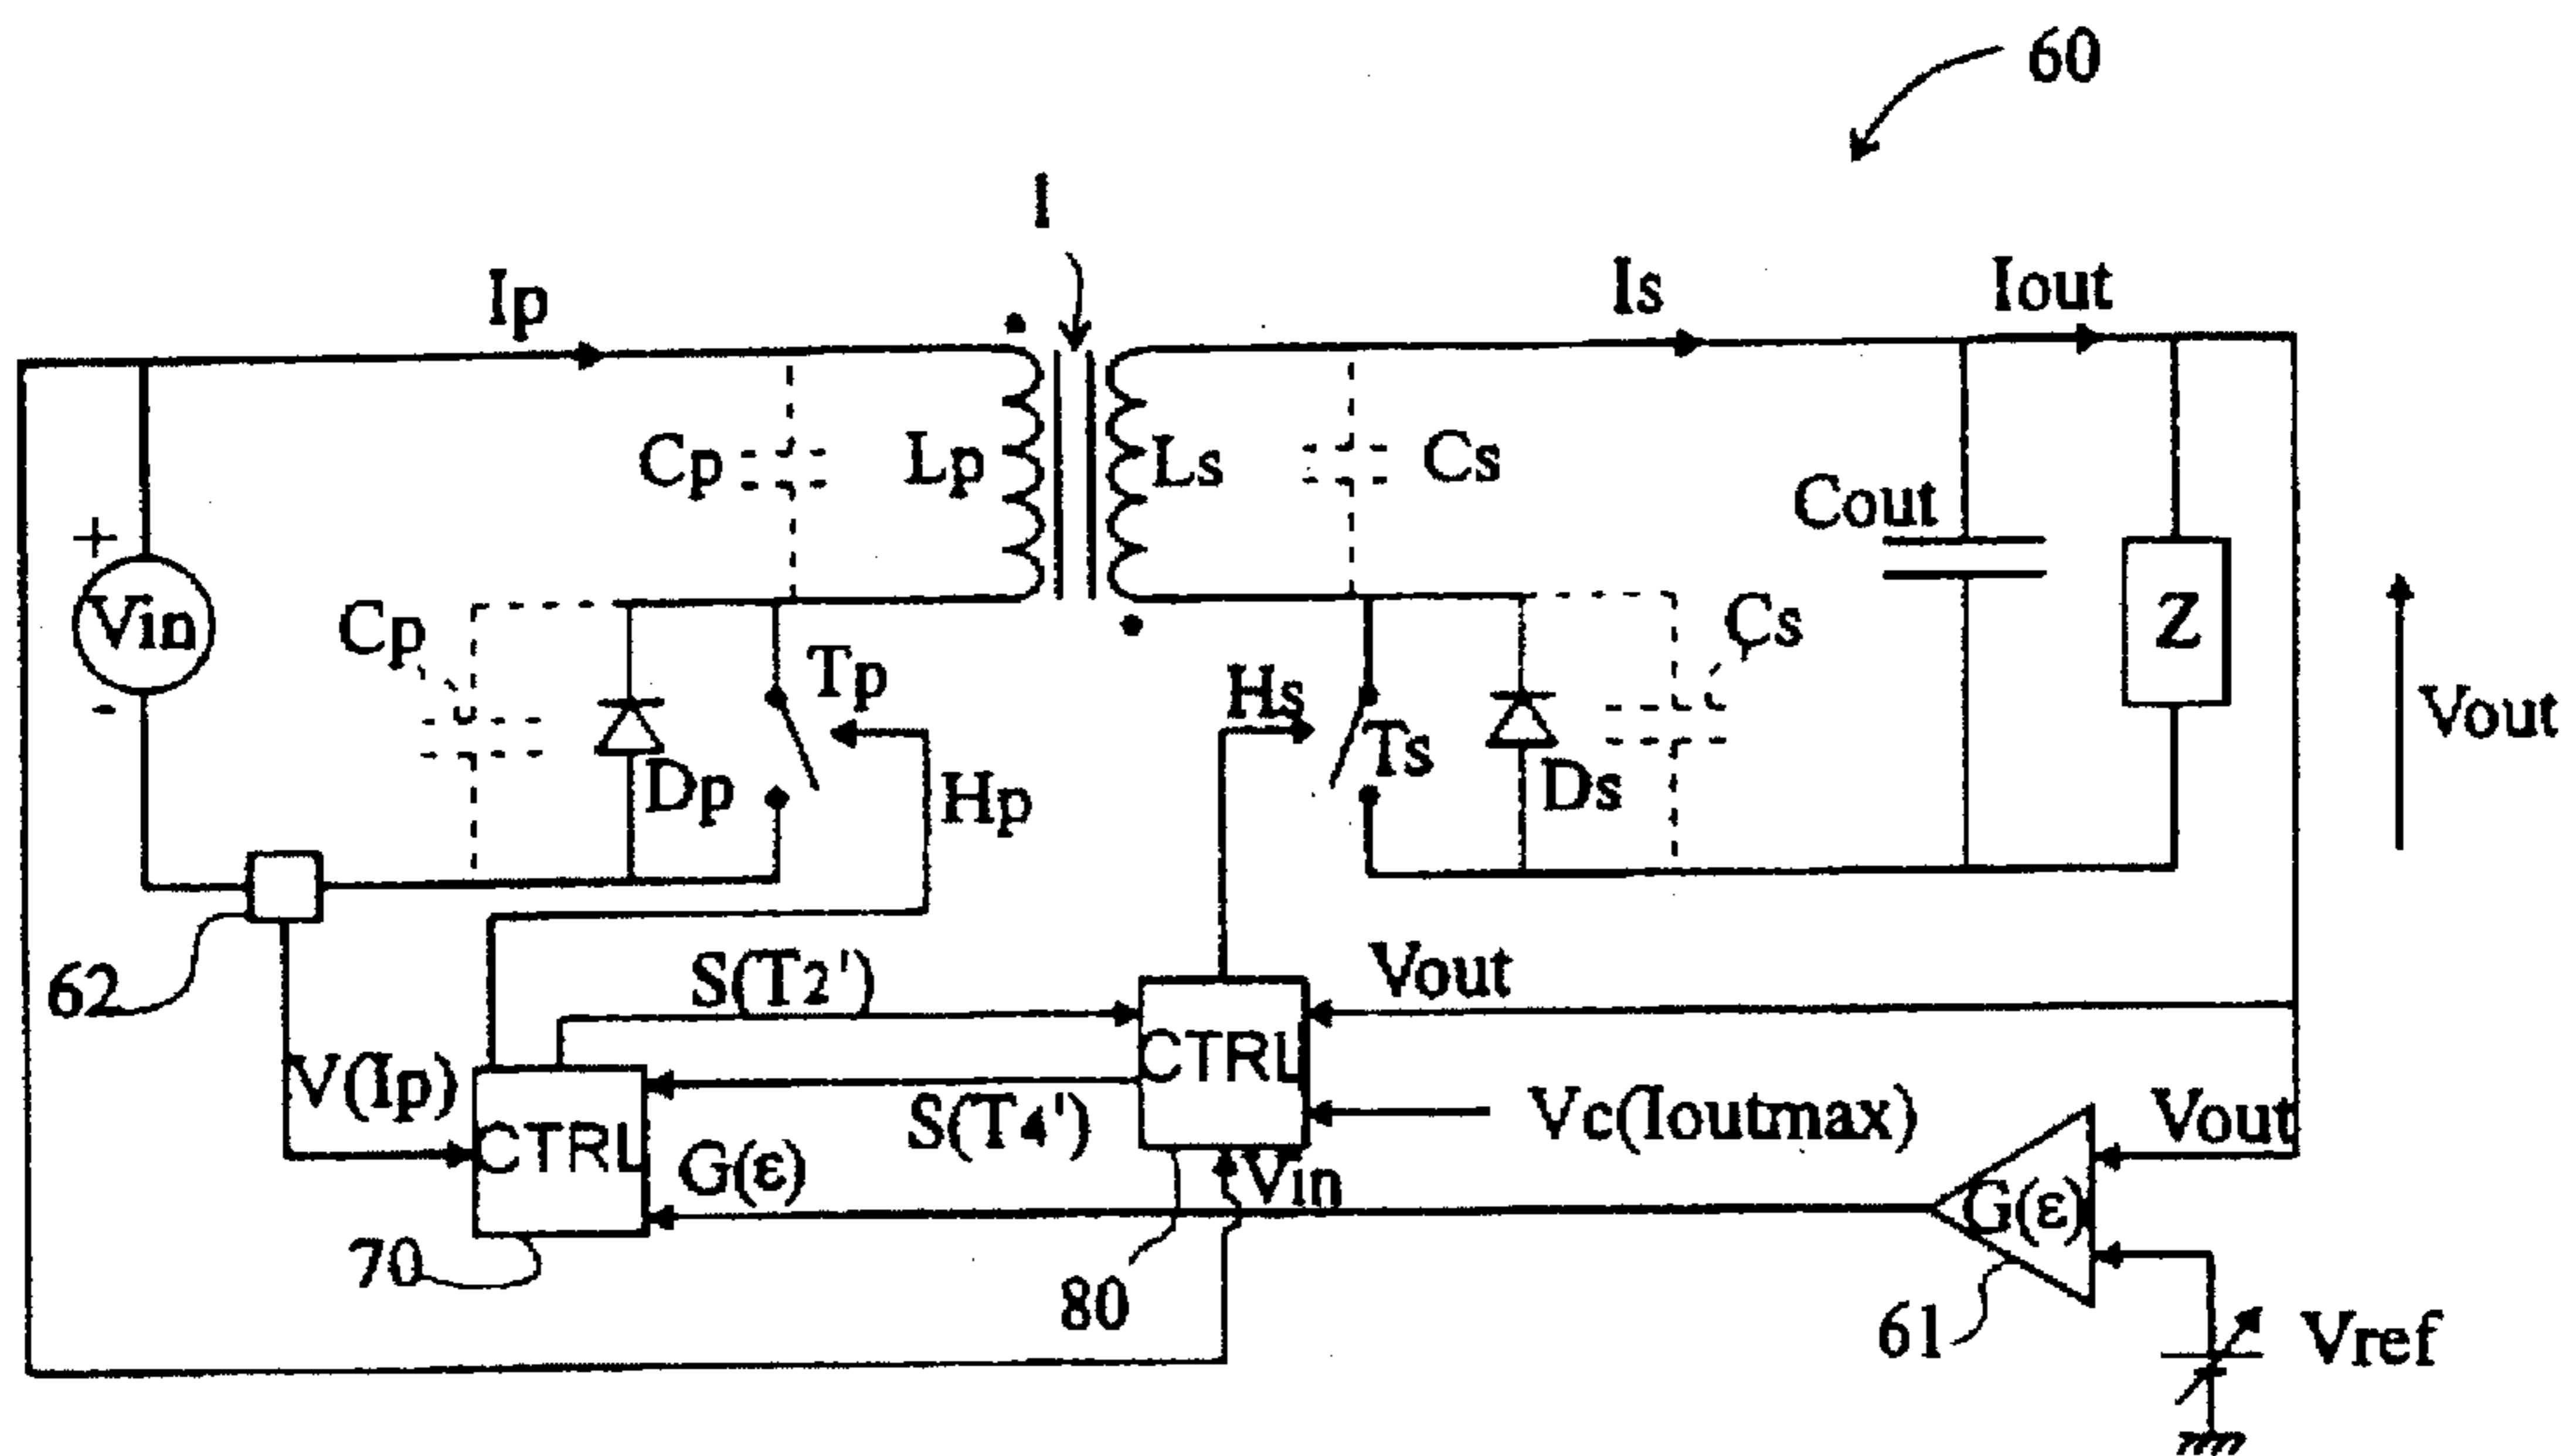 60
I
Ip
Is
Iout
Cp
Lp
Ls
Cs
Cout
+
Vin
-
Cp
Dp
Tp
Hp
Hs
Ts
Ds
Cs
Z
Vout
62
S(T2')
Vout
V(Ip)
CTRL
CTRL
S(T4')
Vc(Ioutmax)
Vout
G(ε)
Vin
G(ε)
70
80
61
Vref